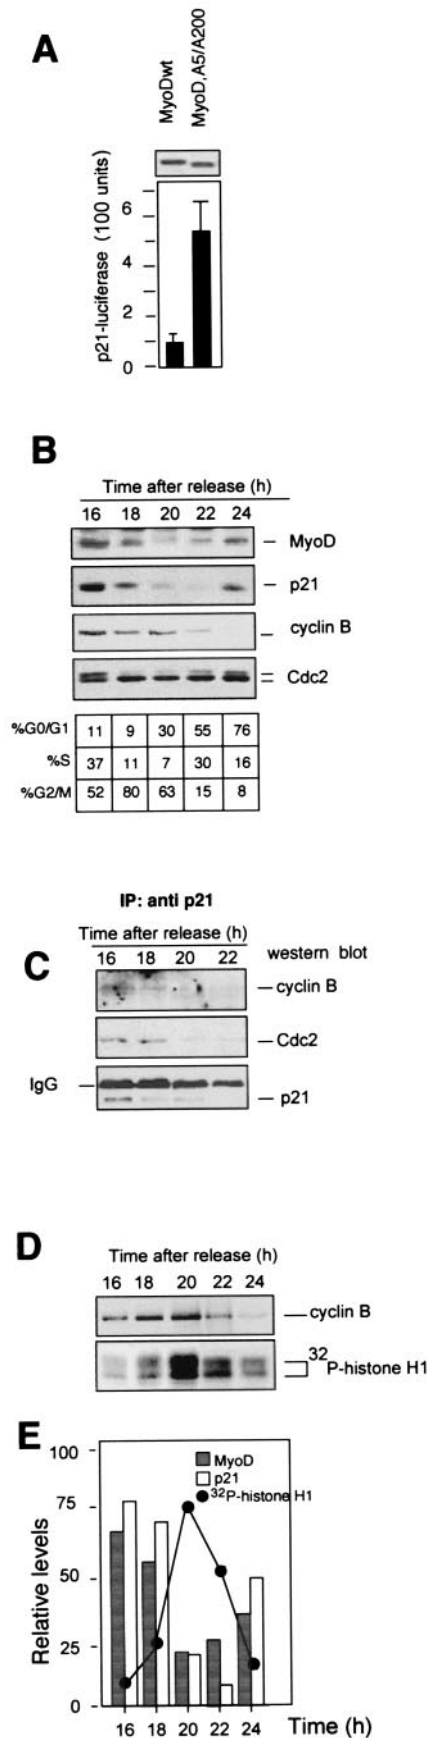 A
MyoDwt
MyoD,A5/A200
p21-luciferase (100 units)
6
4
2
0
B
Time after release (h)
16 18 20 22 24
MyoD
p21
cyclin B
Cdc2
%G0/G1 11 9 30 55 76
%S 37 11 7 30 16
%G2/M 52 80 63 15 8
IP: anti p21
Time after release (h)
C
16 18 20 22 western blot
cyclin B
Cdc2
IgG
p21
D
Time after release (h)
16 18 20 22 24
cyclin B
32P-histone H1
E
Relative levels
100
75
50
25
0
MyoD
p21
32P-histone H1
16 18 20 22 24 Time (h)